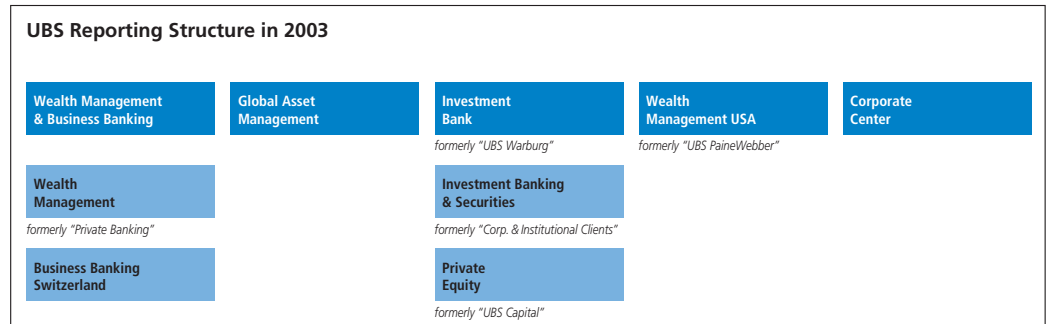 UBS Reporting Structure in 2003
Wealth Management
& Business Banking
Global Asset
Management
Investment
Bank
Wealth
Management USA
Corporate
Center
formerly “UBS Warburg”
formerly “UBS PaineWebber”
Wealth
Management
Investment Banking
& Securities
formerly “Private Banking”
formerly “Corp. & Institutional Clients”
Business Banking
Switzerland
Private
Equity
formerly “UBS Capital”